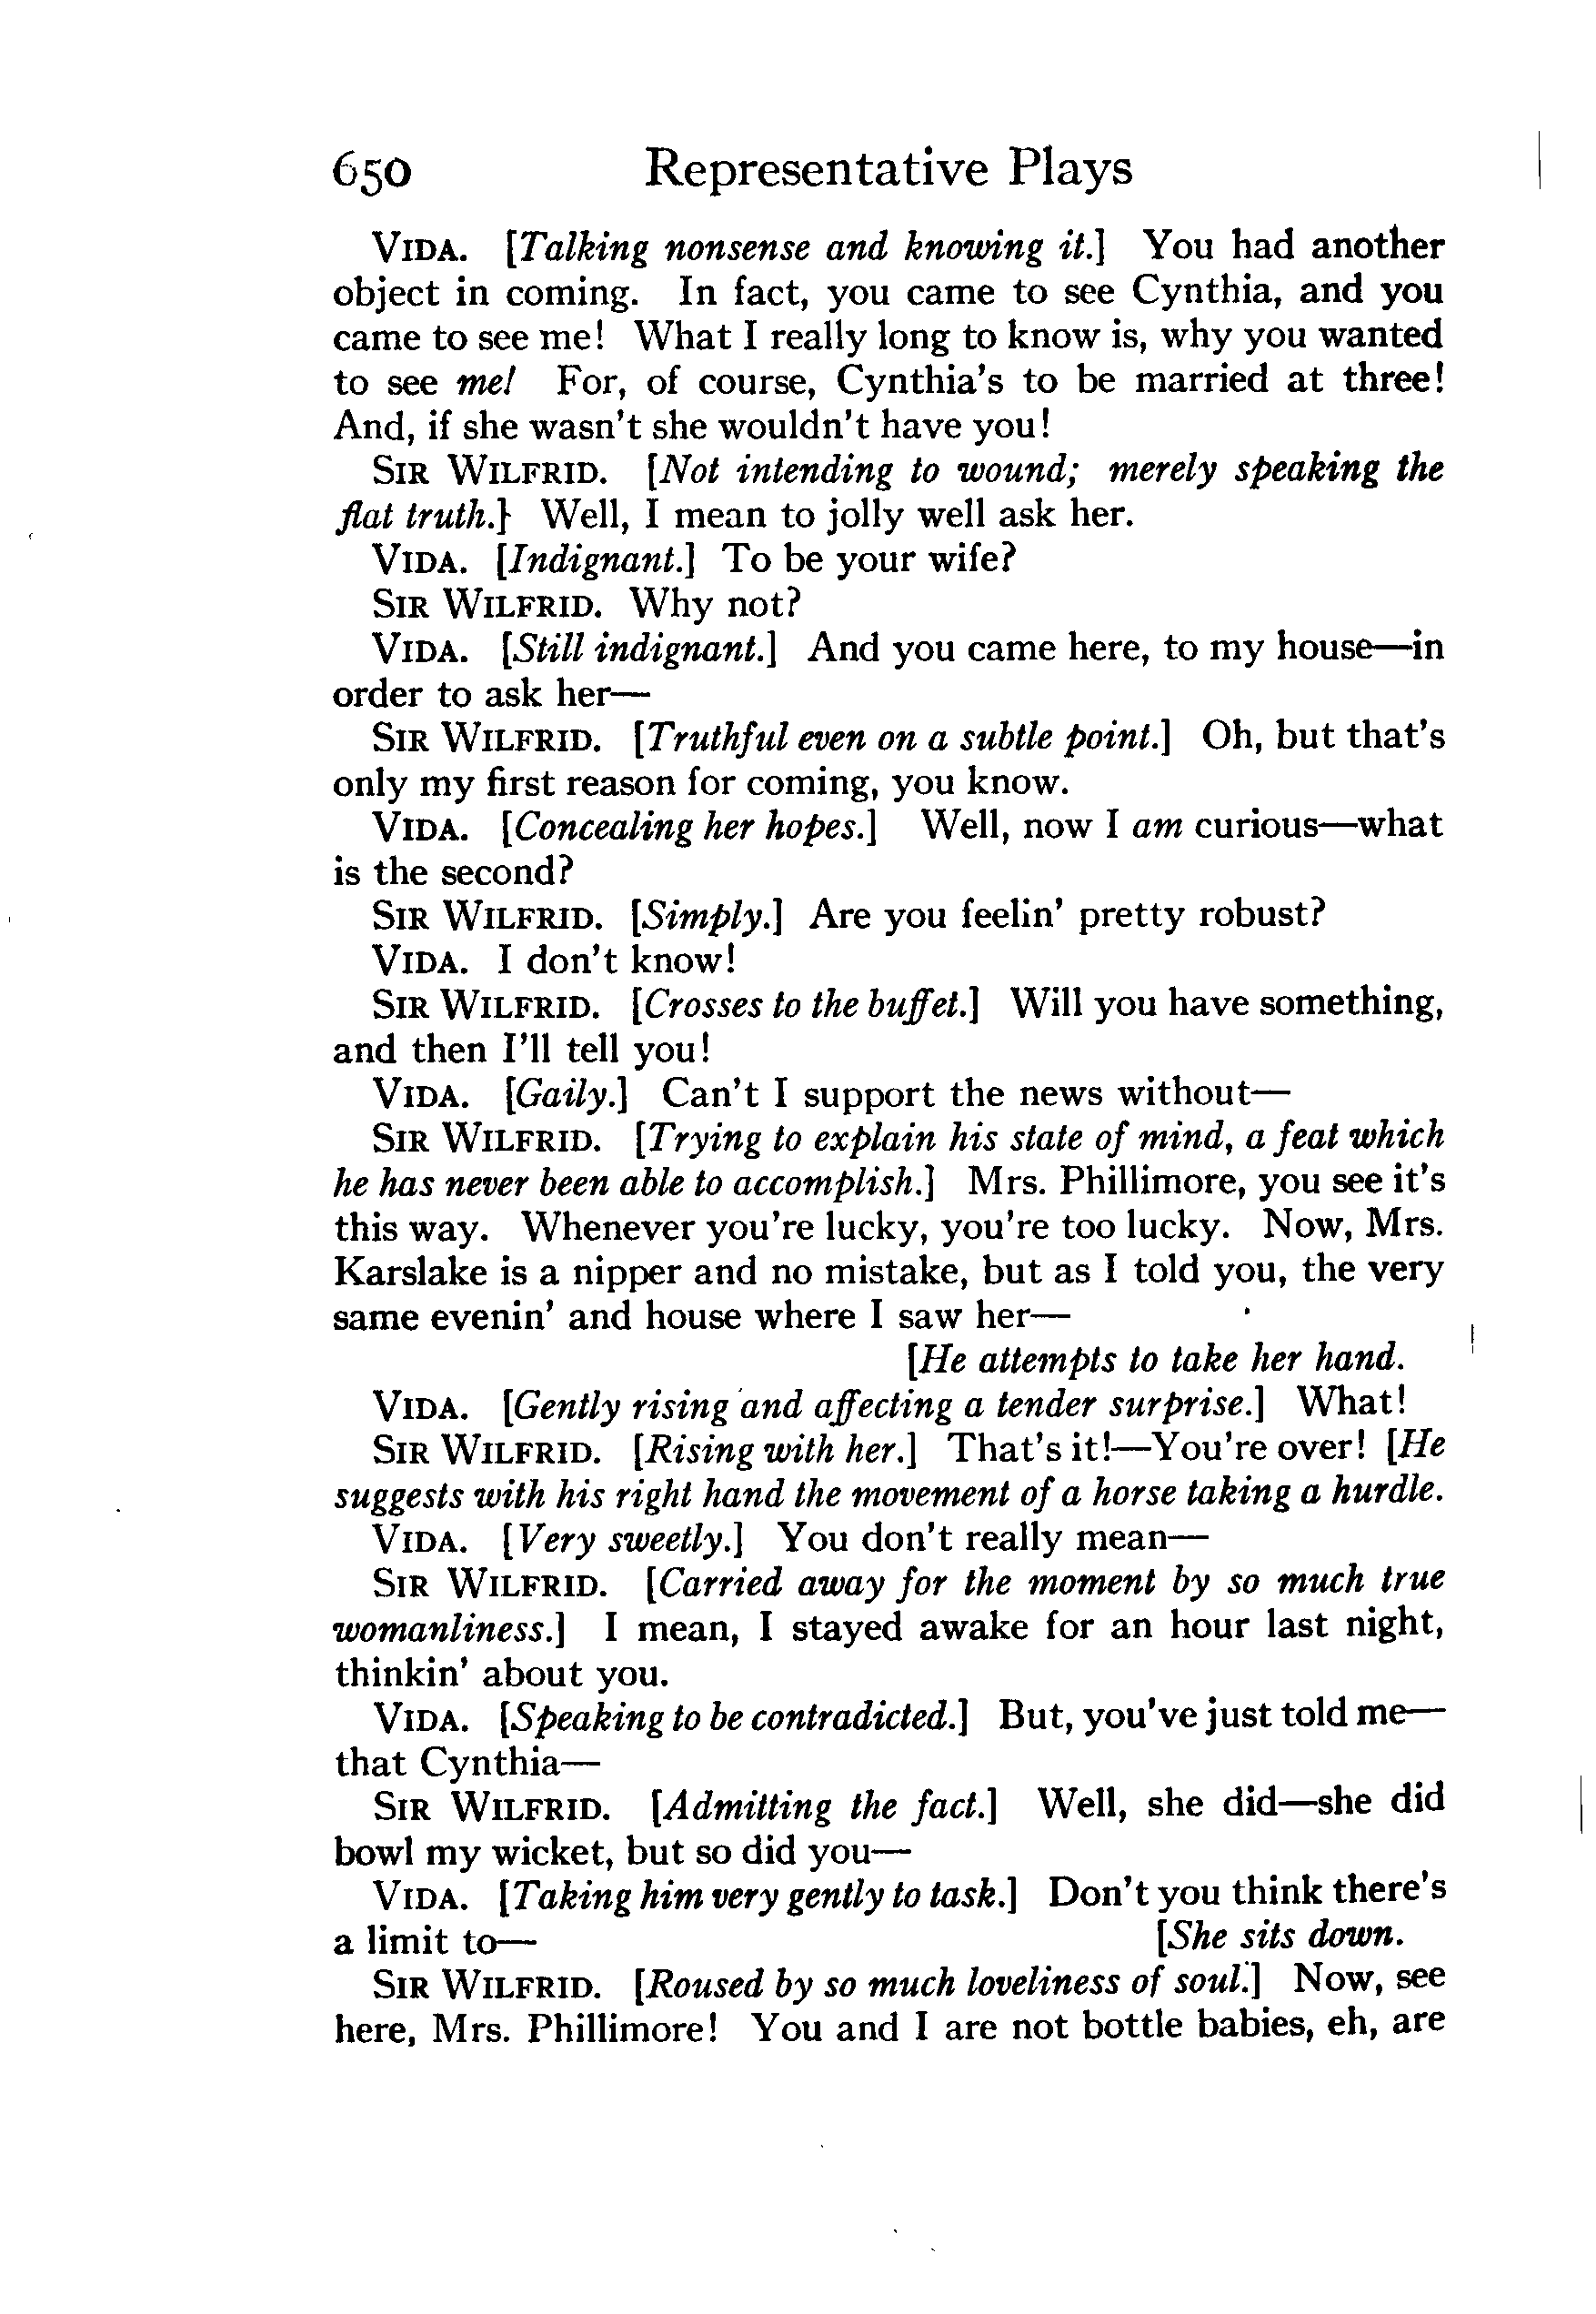 650 Representative Plays
VIDA. [Talking nonsense and knowing it.] You had another
object in coming. In fact, you came to see Cynthia, and you
came to see me! What I really long to know is, why you wanted
to see me! For, of course, Cynthia's to be married at three!
And, if she wasn't she wouldn't have you!
SIR WILFRID. [Not intending to wound; merely speaking the
flat truth.} Well, I mean to jolly well ask her.
VIDA. [Indignant.] To be your wife?
SIR WILFRID. Why not?
VIDA. [Still indignant.] And you came here, to my house—in
order to ask her—
SIR WILFRID. [Truthful even on a subtle point.] Oh, but that's
only my first reason for coming, you know.
VIDA. [Concealing her hopes.] Well, now I am curious—what
is the second?
SIR WILFRID. [Simply.] Are you feelin' pretty robust?
VIDA. I don't know!
SIR WILFRID. [Crosses to the buffet.] Will you have something,
and then I'll tell you!
VIDA. [Gaily.] Can't I support the news without—
SIR WILFRID. [Trying to explain his state of mind, a feat which
he has never been able to accomplish.] Mrs. Phillimore, you see it's
this way. Whenever you're lucky, you're too lucky. Now, Mrs.
Karslake is a nipper and no mistake, but as I told you, the very
same evenin' and house where I saw her—
[He attempts to take her hand.
VIDA. [Gently rising and affecting a tender surprise.] What!
SIR WILFRID. [Rising with her.] That's it!—You're over! [He
suggests with his right hand the movement of a horse taking a hurdle.
VIDA. [Very sweetly.] You don't really mean—
SIR WILFRID. [Carried away for the moment by so much true
womanliness.] I mean, I stayed awake for an hour last night,
thinkin' about you.
VIDA. [Speaking to be contradicted.] But, you've just told me—
that Cynthia—
SIR WILFRID. [Admitting the fact.] Well, she did—she did
bowl my wicket, but so did you—
VIDA. [Taking him very gently to task.] Don't you think there's
a limit to— [She sits down.
SIR WILFRID. [Roused by so much loveliness of soul.] Now, see
here, Mrs. Phillimore! You and I are not bottle babies, eh, are